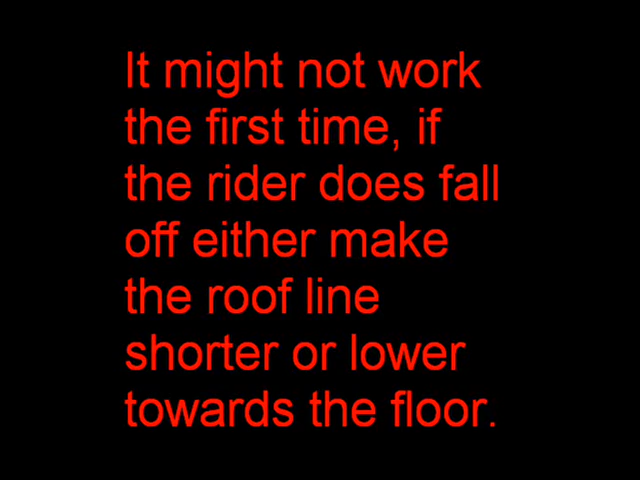 It might not work
the first time, if
the rider does fall
off either make
the roof line
shorter or lower
towards the floor.